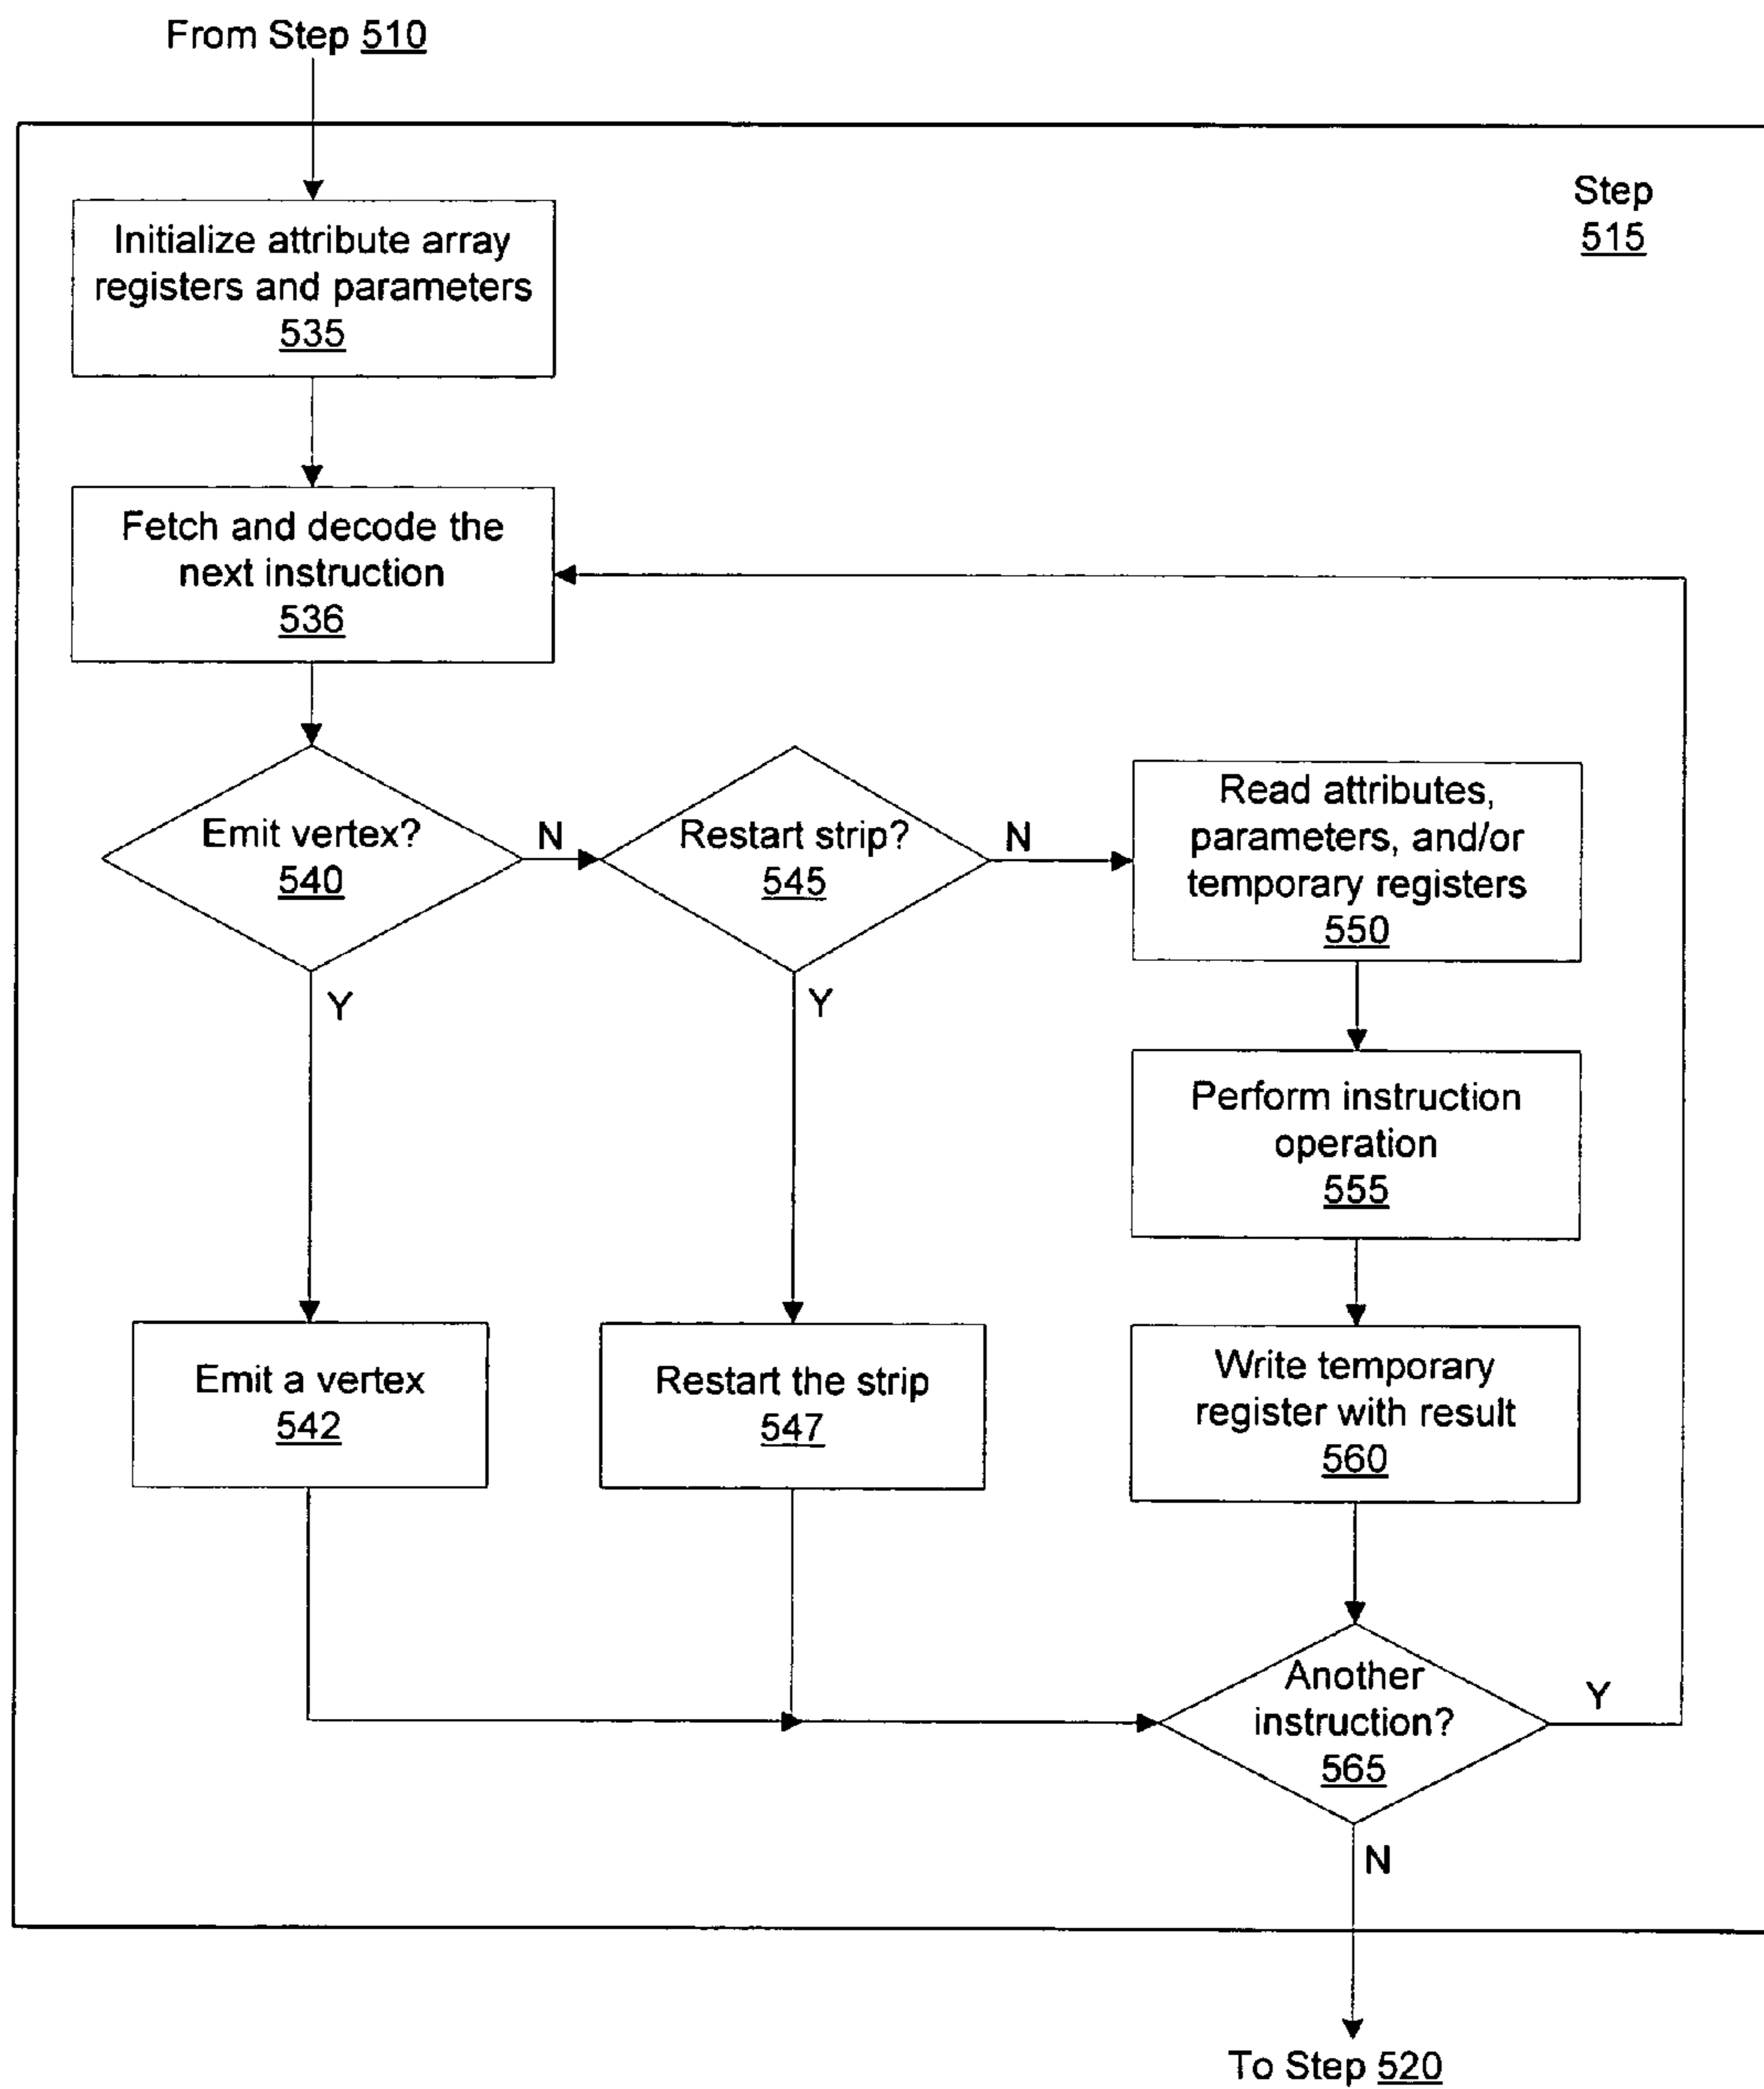 From Step 510
Step
515
Initialize attribute array
registers and parameters
535
Fetch and decode the
next instruction
536
Emit vertex?
540
N
Restart strip?
545
N
Read attributes,
parameters, and/or
temporary registers
550
Y
Y
Perform instruction
operation
555
Emit a vertex
542
Restart the strip
547
Write temporary
register with result
560
Another
instruction?
565
Y
N
To Step 520